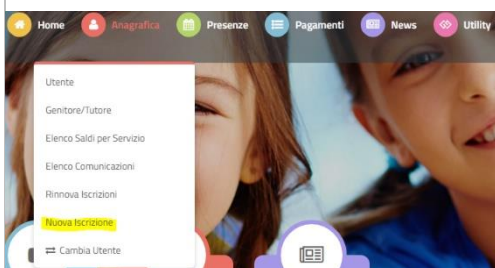 Home Anagrafica Presenze Pagamenti News Utility
Utente
Genitore/Tutore
Elenco Saldi per Servizio
Elenco Comunicazioni
Rinnova Iscrizioni
Nuova Iscrizione
Cambia Utente